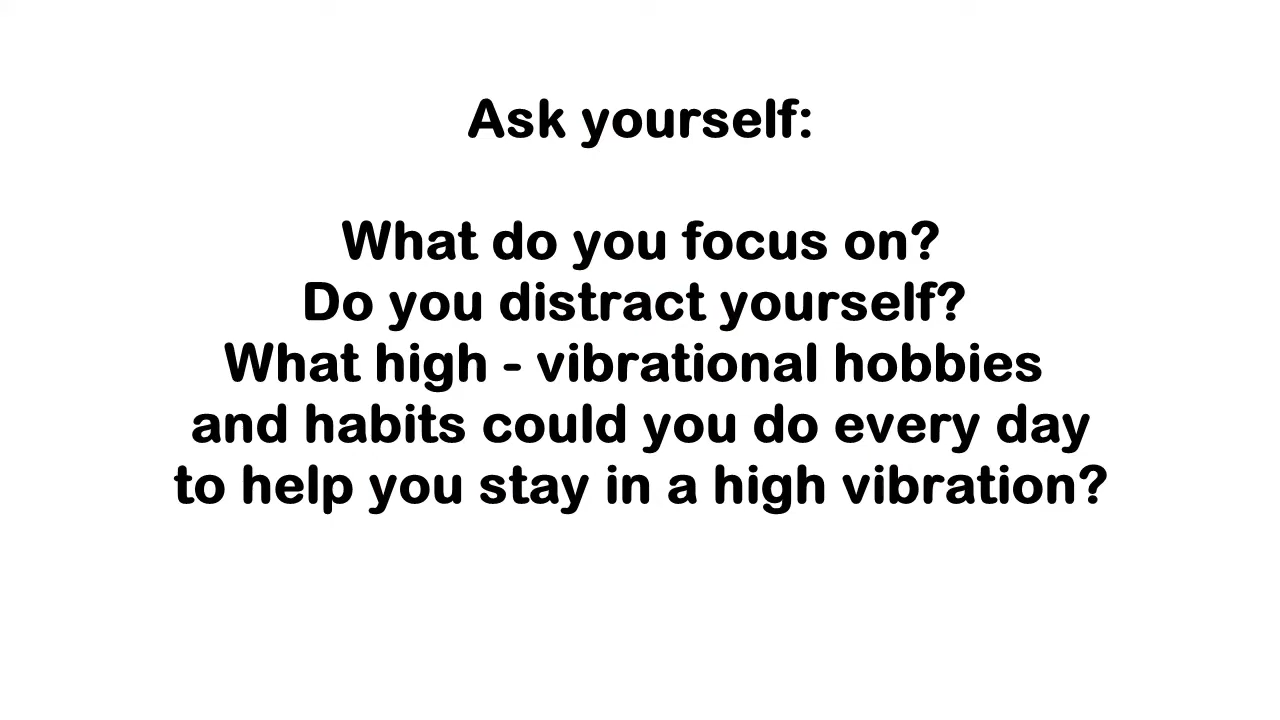 Ask yourself:
What do you focus on?
Do you distract yourself?
What high - vibrational hobbies
and habits could you do every day
to help you stay in a high vibration?